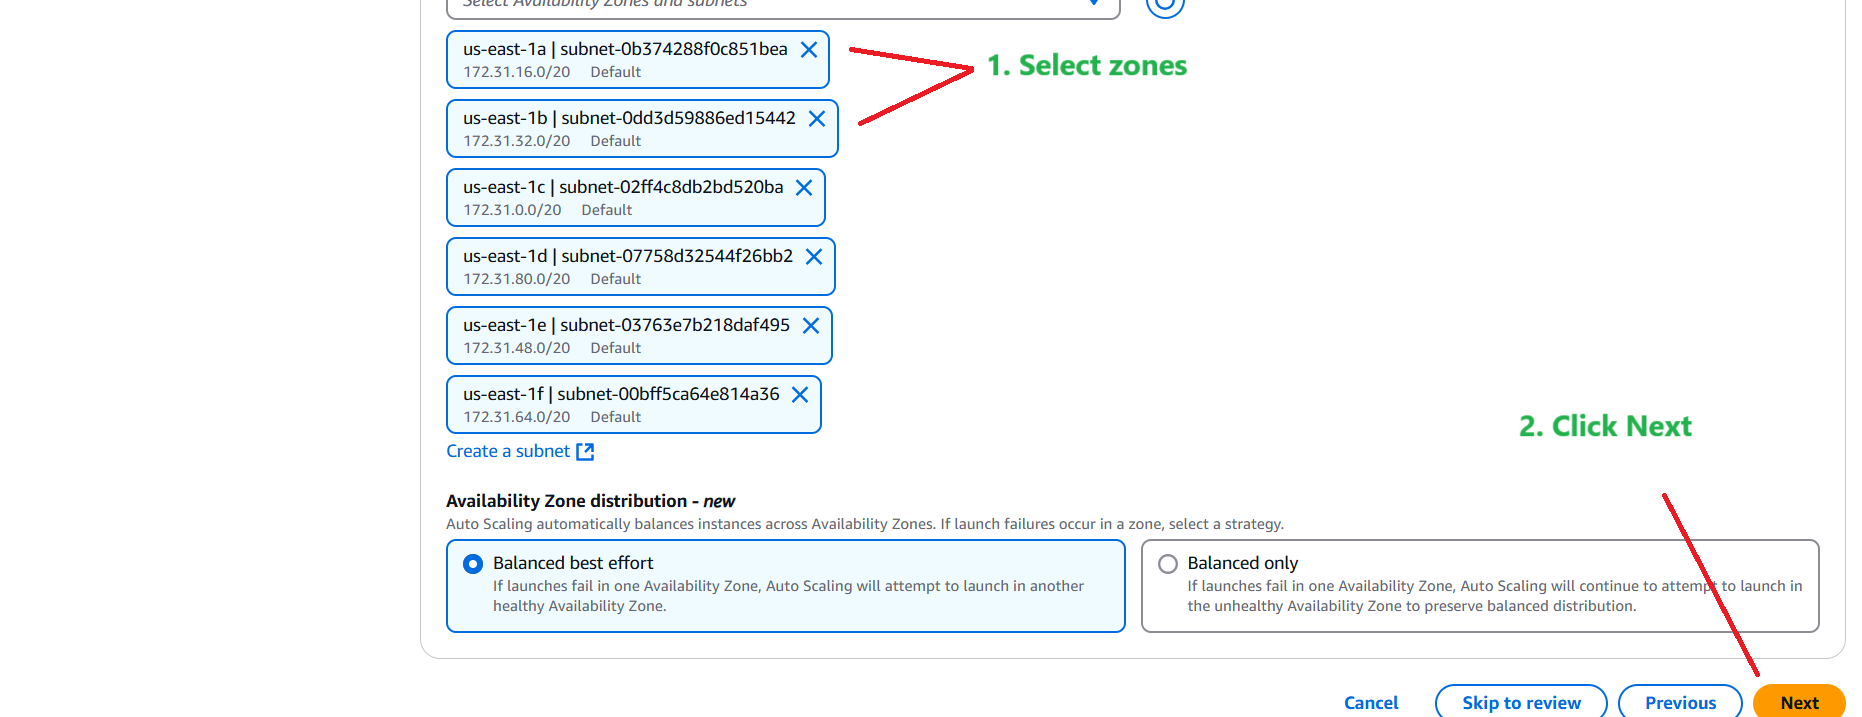 Select Availability Zones and subnets
us-east-1a | subnet-0b374288f0c851bea
172.31.16.0/20 Default
1. Select zones
us-east-1b | subnet-0dd3d59886ed15442
172.31.32.0/20 Default
us-east-1c | subnet-02ff4c8db2bd520ba
172.31.0.0/20 Default
us-east-1d | subnet-07758d32544f26bb2
172.31.80.0/20 Default
us-east-1e | subnet-03763e7b218daf495
172.31.48.0/20 Default
us-east-1f | subnet-00bff5ca64e814a36
172.31.64.0/20 Default
2. Click Next
Create a subnet
Availability Zone distribution - new
Auto Scaling automatically balances instances across Availability Zones. If launch failures occur in a zone, select a strategy.
Balanced best effort
If launches fail in one Availability Zone, Auto Scaling will attempt to launch in another
healthy Availability Zone.
Balanced only
If launches fail in one Availability Zone, Auto Scaling will continue to attempt to launch in
the unhealthy Availability Zone to preserve balanced distribution.
Cancel
Skip to review
Previous
Next